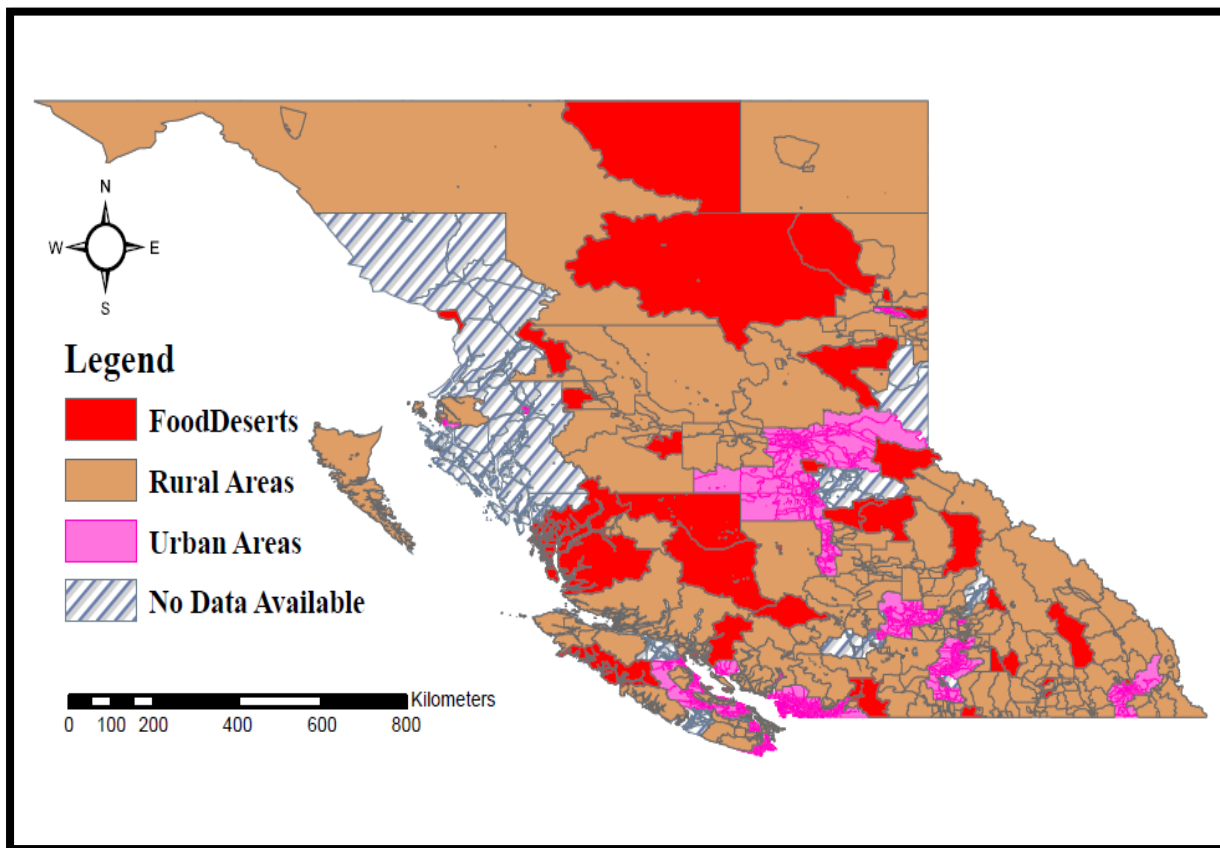 N
W E
S
Legend
FoodDeserts
Rural Areas
Urban Areas
No Data Available
Kilometers
0 100 200 400 600 800